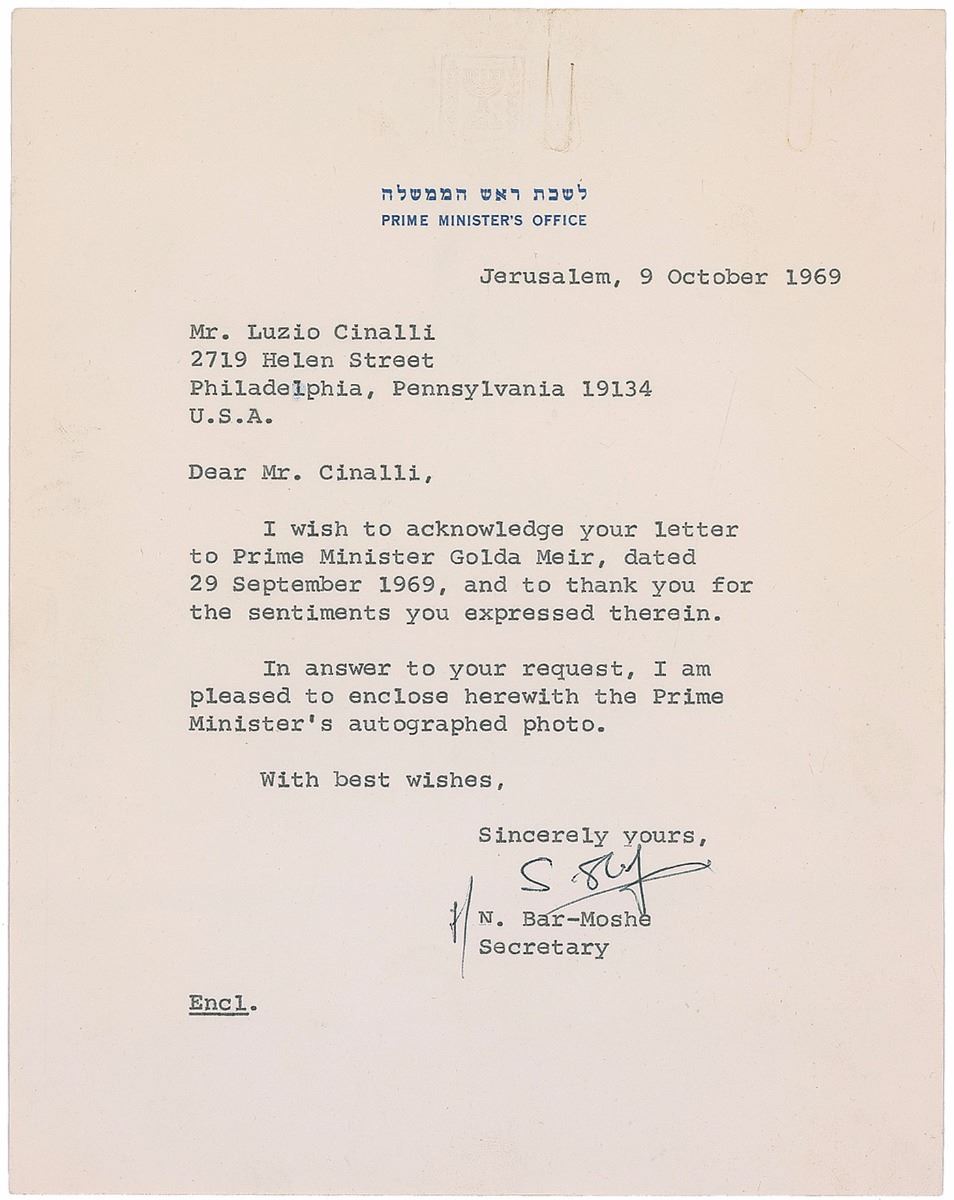 לשכת ראש הממשלה
PRIME MINISTER'S OFFICE
Jerusalem, 9 October 1969
Mr. Luzio Cinalli
2719 Helen Street
Philadelphia, Pennsylvania 19134
U.S.A.
Dear Mr. Cinalli,
I wish to acknowledge your letter
to Prime Minister Golda Meir, dated
29 September 1969, and to thank you for
the sentiments you expressed therein.
In answer to your request, I am
pleased to enclose herewith the Prime
Minister's autographed photo.
With best wishes,
Sincerely yours,
N. Bar-Moshe
Secretary
Encl.